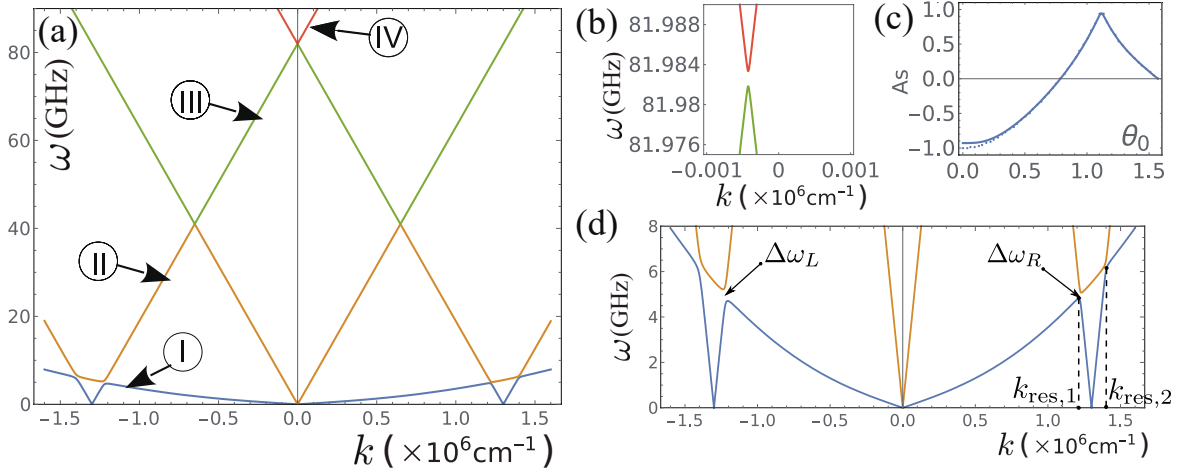 (a)
ω(GHz)
80
60
40
20
0
I
II
III
IV
−1.5 −1.0 −0.5 0.0 0.5 1.0 1.5
k (×10⁶cm⁻¹)
(b)
ω(GHz)
81.988
81.984
81.98
81.976
−0.001 0 0.001
k (×10⁶cm⁻¹)
(c)
As
1.0
0.5
0.0
−0.5
−1.0
θ₀
0.0 0.5 1.0 1.5
(d)
ω(GHz)
8
6
4
2
0
Δω_L
Δω_R
k_res,1
k_res,2
−1.5 −1.0 −0.5 0.0 0.5 1.0 1.5
k (×10⁶cm⁻¹)